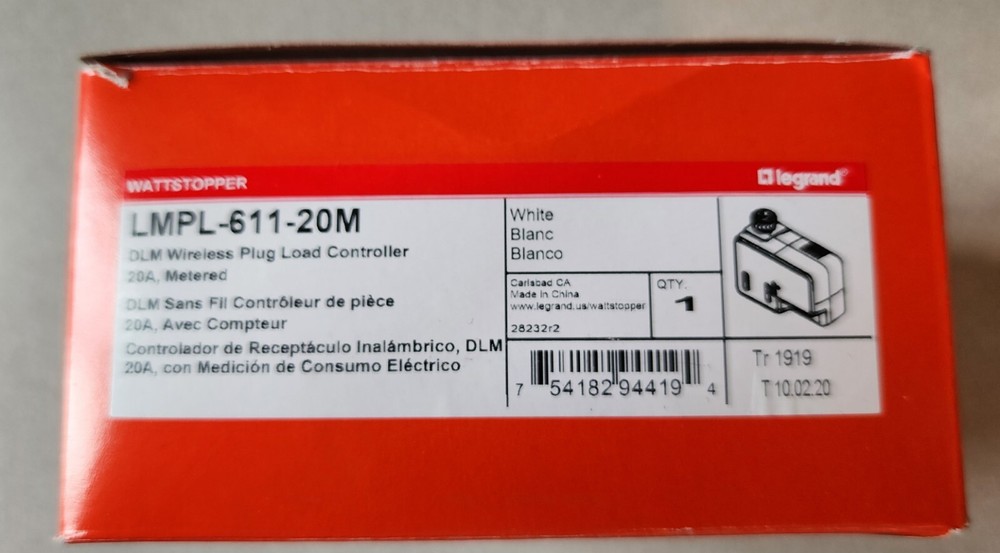 WATTSTOPPER
legrand®
LMPL-611-20M
DLM Wireless Plug Load Controller
20A, Metered
DLM Sans Fil Contrôleur de pièce
20A, Avec Compteur
Controlador de Receptáculo Inalámbrico, DLM
20A, con Medición de Consumo Eléctrico
White
Blanc
Blanco
Carlsbad CA
Made in China
www.legrand.us/wattstopper
28232r2
QTY.
1
7 54182 94419 4
Tr 1919
T 10.02.20